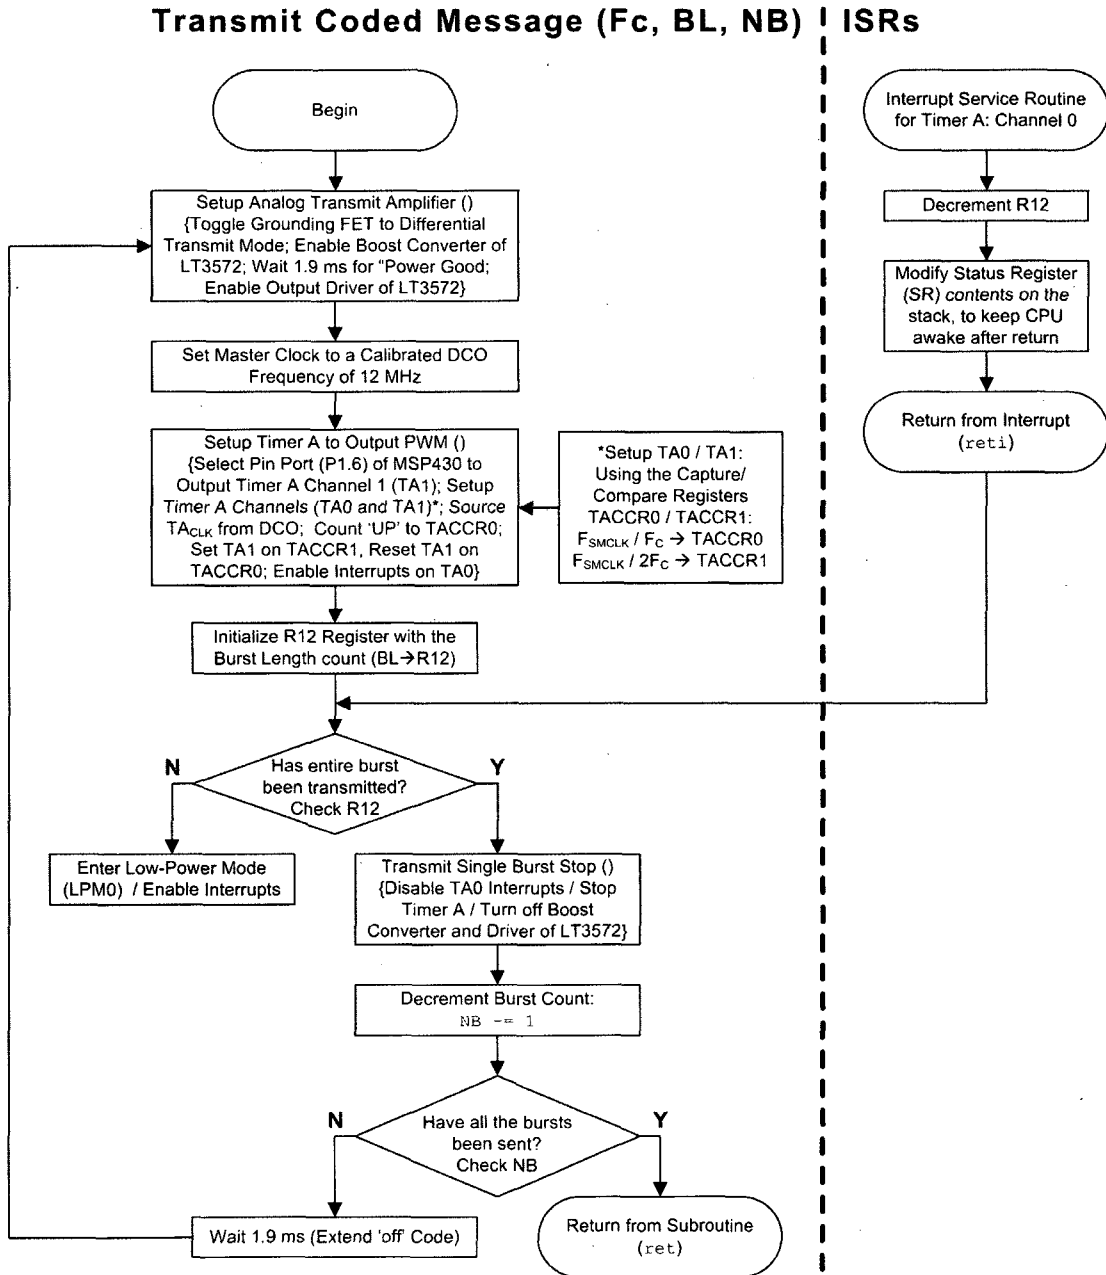 Transmit Coded Message (Fc, BL, NB)
ISRs
Begin
Setup Analog Transmit Amplifier ()
{Toggle Grounding FET to Differential
Transmit Mode; Enable Boost Converter of
LT3572; Wait 1.9 ms for "Power Good;
Enable Output Driver of LT3572}
Set Master Clock to a Calibrated DCO
Frequency of 12 MHz
Setup Timer A to Output PWM ()
{Select Pin Port (P1.6) of MSP430 to
Output Timer A Channel 1 (TA1); Setup
Timer A Channels (TA0 and TA1)*; Source
TACLK from DCO; Count 'UP' to TACCR0;
Set TA1 on TACCR1, Reset TA1 on
TACCR0; Enable Interrupts on TA0}
*Setup TA0 / TA1:
Using the Capture/
Compare Registers
TACCR0 / TACCR1:
FSMCLK / FC → TACCR0
FSMCLK / 2FC → TACCR1
Initialize R12 Register with the
Burst Length count (BL→R12)
Has entire burst
been transmitted?
Check R12
N
Y
Enter Low-Power Mode
(LPM0) / Enable Interrupts
Transmit Single Burst Stop ()
{Disable TA0 Interrupts / Stop
Timer A / Turn off Boost
Converter and Driver of LT3572}
Decrement Burst Count:
NB -= 1
Have all the bursts
been sent?
Check NB
N
Y
Wait 1.9 ms (Extend 'off' Code)
Return from Subroutine
(ret)
Interrupt Service Routine
for Timer A: Channel 0
Decrement R12
Modify Status Register
(SR) contents on the
stack, to keep CPU
awake after return
Return from Interrupt
(reti)